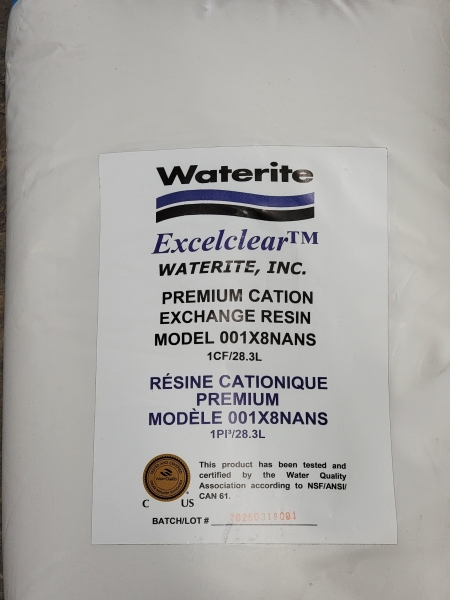 Waterite
Excelclear™
WATERITE, INC.
PREMIUM CATION
EXCHANGE RESIN
MODEL 001X8NANS
1CF/28.3L
RÉSINE CATIONIQUE
PREMIUM
MODÈLE 001X8NANS
1PI³/28.3L
This product has been tested and
certified by the Water Quality
Association according to NSF/ANSI/
CAN 61.
C US
BATCH/LOT #